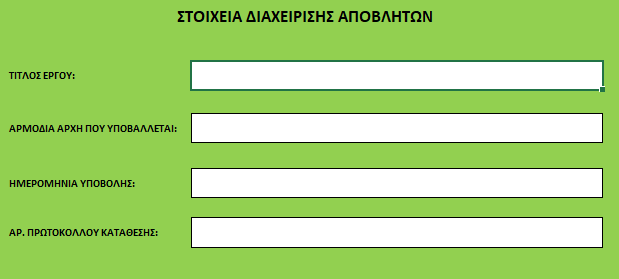 ΣΤΟΙΧΕΙΑ ΔΙΑΧΕΙΡΙΣΗΣ ΑΠΟΒΛΗΤΩΝ
ΤΙΤΛΟΣ ΕΡΓΟΥ:
ΑΡΜΟΔΙΑ ΑΡΧΗ ΠΟΥ ΥΠΟΒΑΛΛΕΤΑΙ:
ΗΜΕΡΟΜΗΝΙΑ ΥΠΟΒΟΛΗΣ:
ΑΡ. ΠΡΩΤΟΚΟΛΛΟΥ ΚΑΤΑΘΕΣΗΣ: